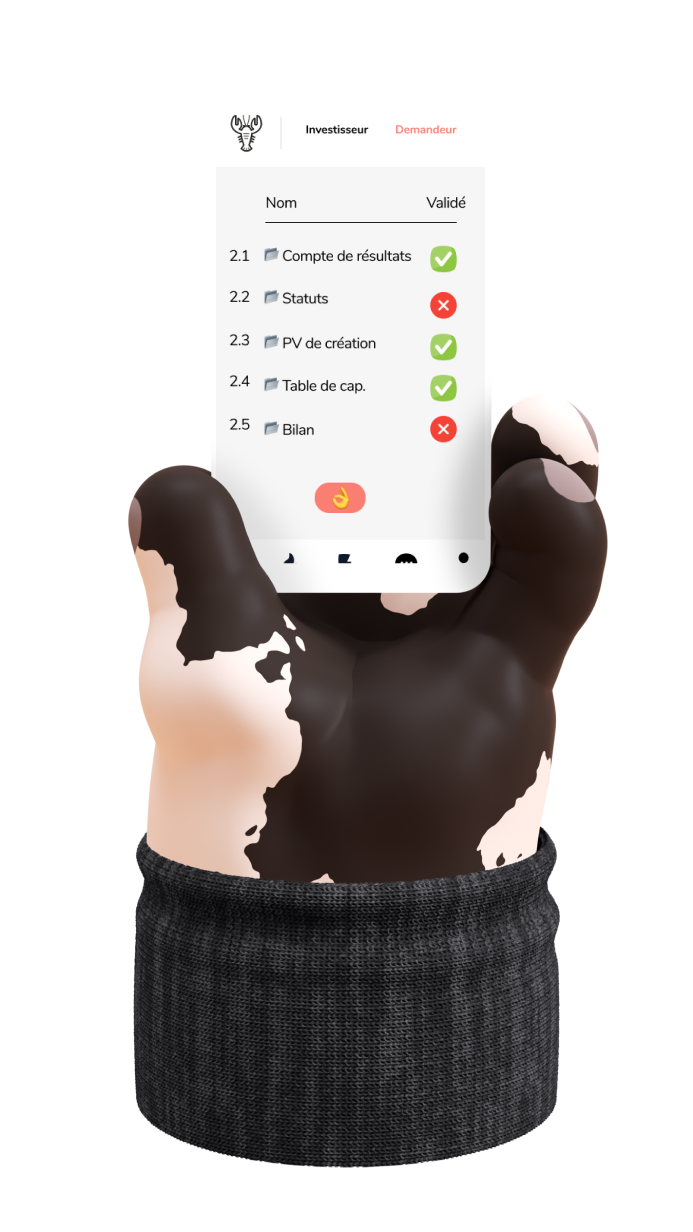 Investisseur Demandeur
Nom Validé
2.1 Compte de résultats
2.2 Statuts
2.3 PV de création
2.4 Table de cap.
2.5 Bilan